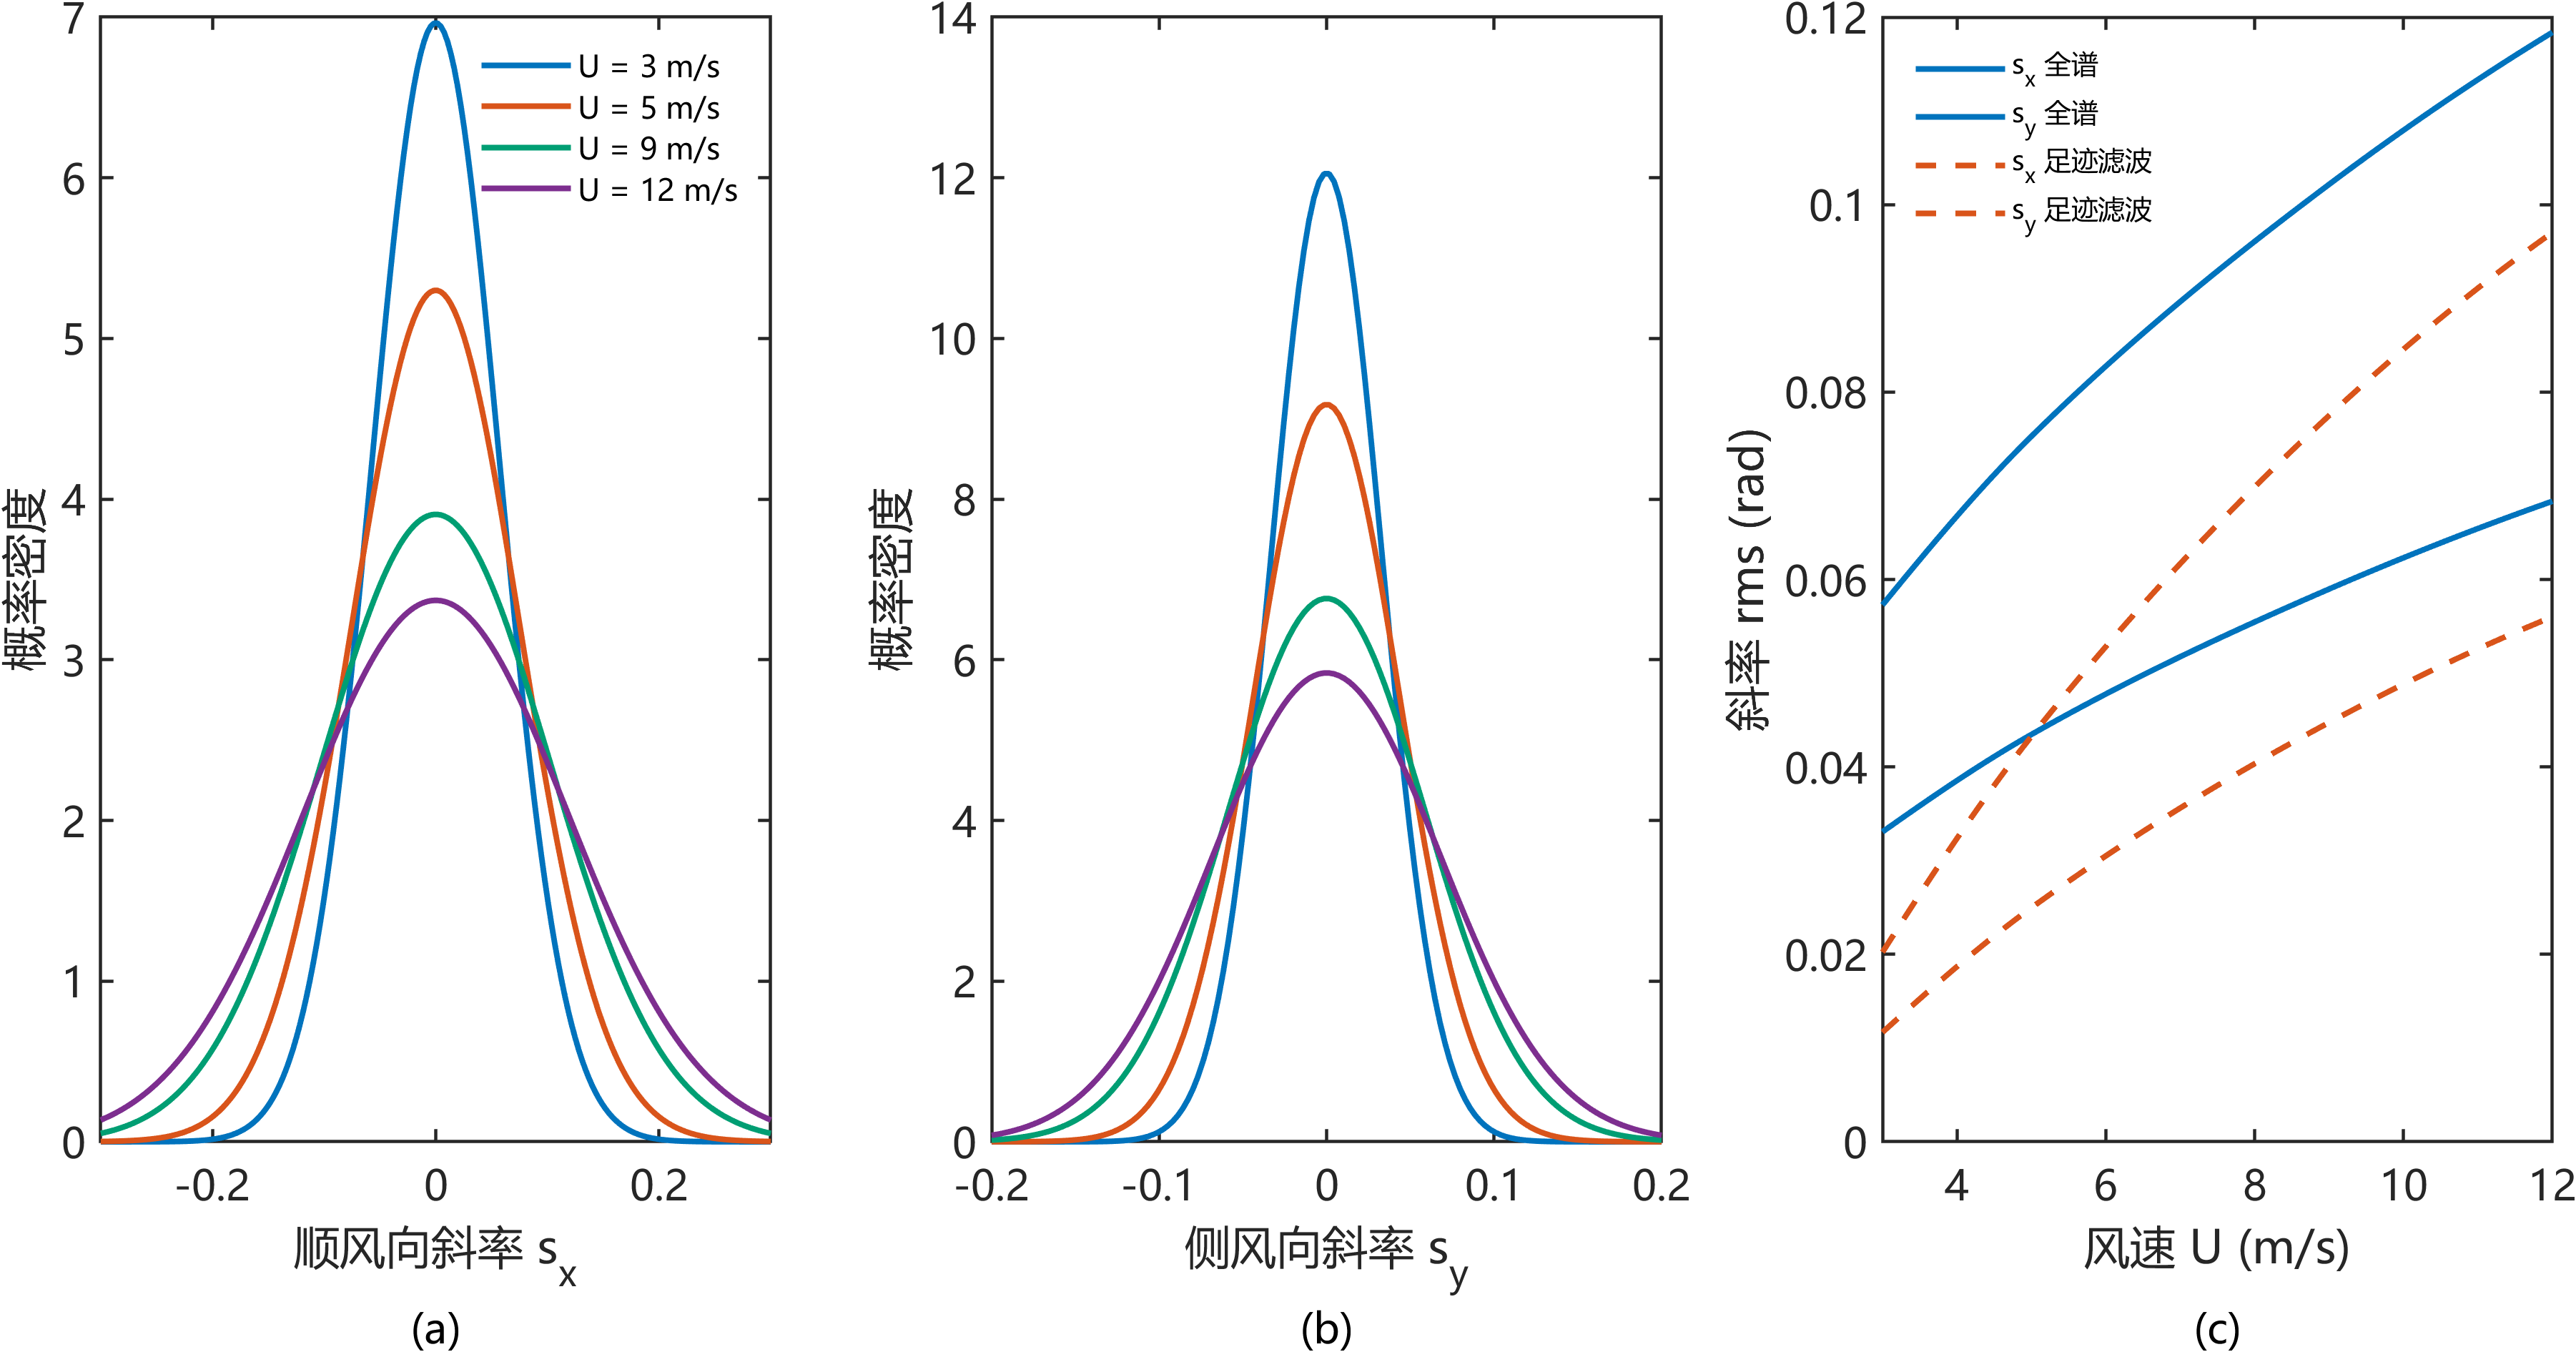 7
6
5
4
3
2
1
0
-0.2
0
0.2
概率密度
顺风向斜率 sx
U = 3 m/s
U = 5 m/s
U = 9 m/s
U = 12 m/s
(a)
14
12
10
8
6
4
2
0
-0.2
-0.1
0
0.1
0.2
概率密度
侧风向斜率 sy
(b)
0.12
0.1
0.08
0.06
0.04
0.02
0
4
6
8
10
12
斜率 rms (rad)
风速 U (m/s)
sx 全谱
sy 全谱
sx 足迹滤波
sy 足迹滤波
(c)